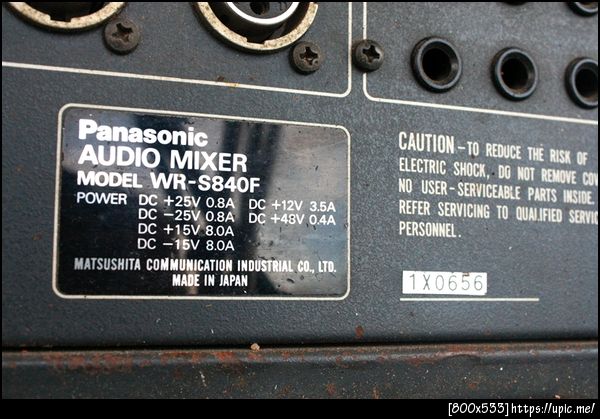 Panasonic
AUDIO MIXER
MODEL WR-S840F
POWER DC +25V 0.8A DC +12V 3.5A
DC -25V 0.8A DC +48V 0.4A
DC +15V 8.0A
DC -15V 8.0A
MATSUSHITA COMMUNICATION INDUSTRIAL CO., LTD.
MADE IN JAPAN
CAUTION-TO REDUCE THE RISK OF
ELECTRIC SHOCK, DO NOT REMOVE COV
NO USER-SERVICEABLE PARTS INSIDE.
REFER SERVICING TO QUALIFIED SERVIC
PERSONNEL.
1X0656
[800x533]https://upic.me/